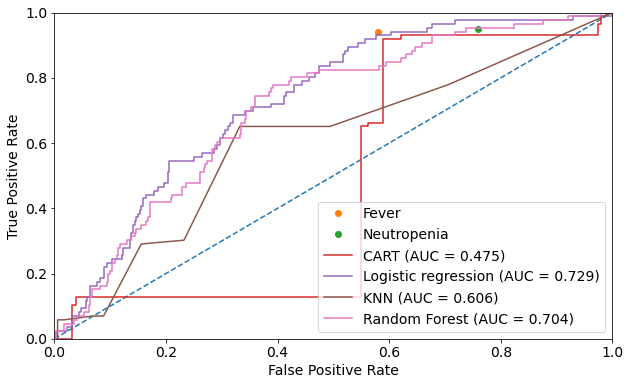 1.0
0.8
0.6
0.4
0.2
0.0
True Positive Rate
Fever
Neutropenia
CART (AUC = 0.475)
Logistic regression (AUC = 0.729)
KNN (AUC = 0.606)
Random Forest (AUC = 0.704)
0.0 0.2 0.4 0.6 0.8 1.0
False Positive Rate